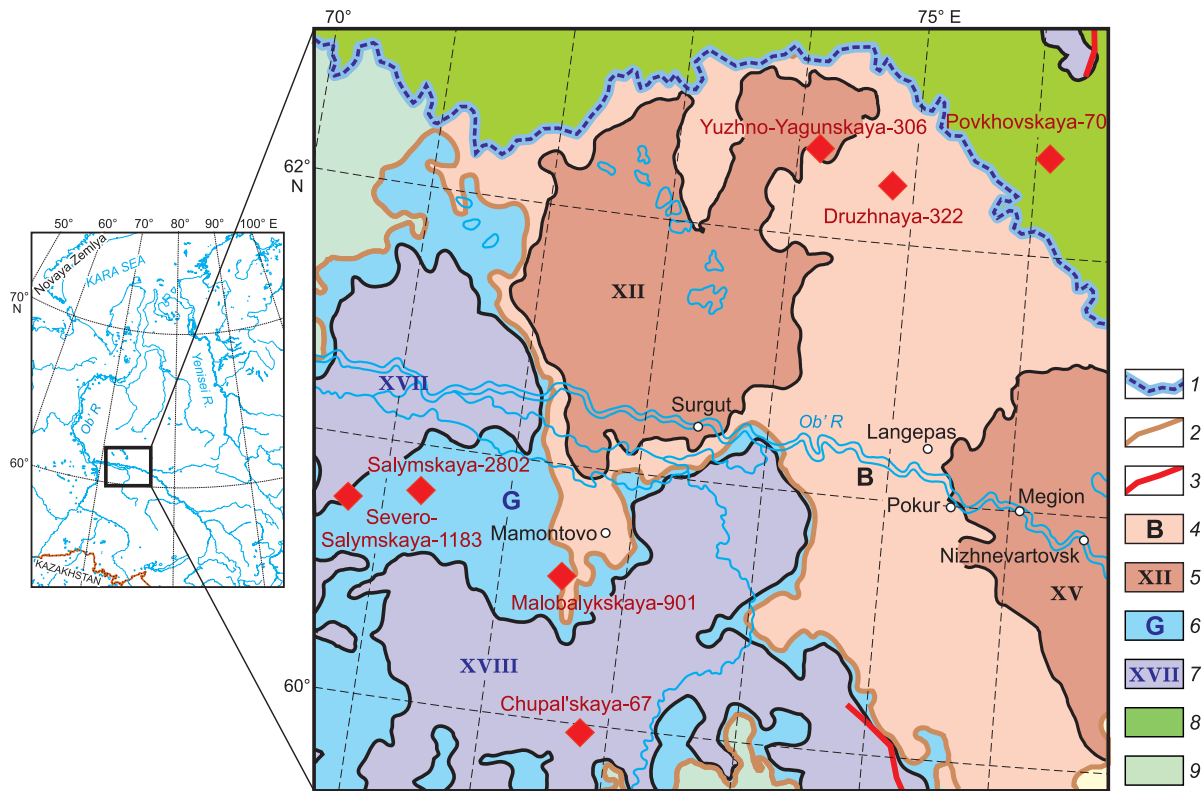 70°
75° E
Povkhovskaya-70
Yuzhno-Yagunskaya-306
62°
N
Druzhnaya-322
50°
60°
70°
80°
90°
100° E
Novaya Zemlya
KARA SEA
70°
N
Yenisei R.
Ob' R
60°
KAZAKHSTAN
XII
XVII
Surgut
Ob' R
Langepas
Salymskaya-2802
B
Severo-
Salymskaya-1183
G
Pokur
Megion
Mamontovo
Nizhnevartovsk
Malobalykskaya-901
XV
XVIII
60°
N
Chupal'skaya-67
1
2
3
B 4
XII 5
G 6
XVII 7
8
9